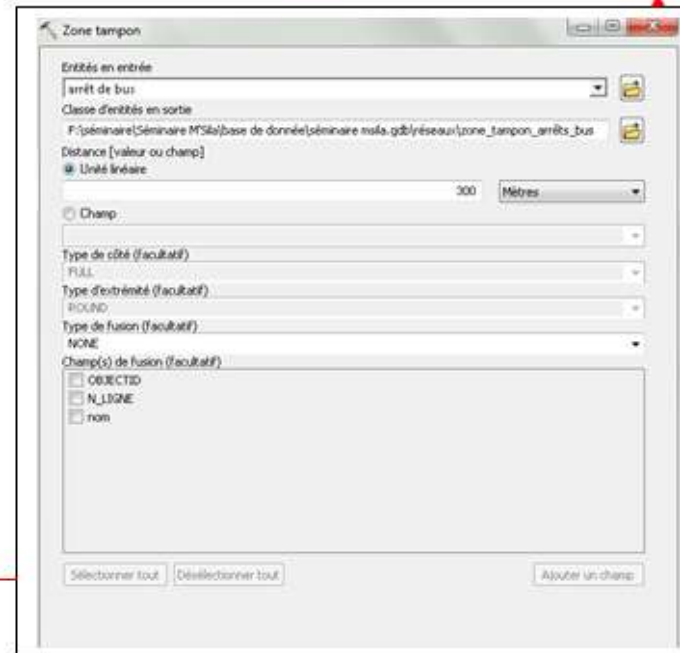 Zone tampon
Entités en entrée
arrêt de bus
Classe d'entités en sortie
F:\séminaire\Séminaire M'Sila\base de donnée\séminaire msila.gdb\réseaux\zone_tampon_arrêts_bus
Distance [valeur ou champ]
Unité linéaire
300 Mètres
Champ
Type de côté (facultatif)
FULL
Type d'extrémité (facultatif)
ROUND
Type de fusion (facultatif)
NONE
Champ(s) de fusion (facultatif)
OBJECTID
N_LIGNE
nom
Sélectionner tout Désélectionner tout Ajouter un champ